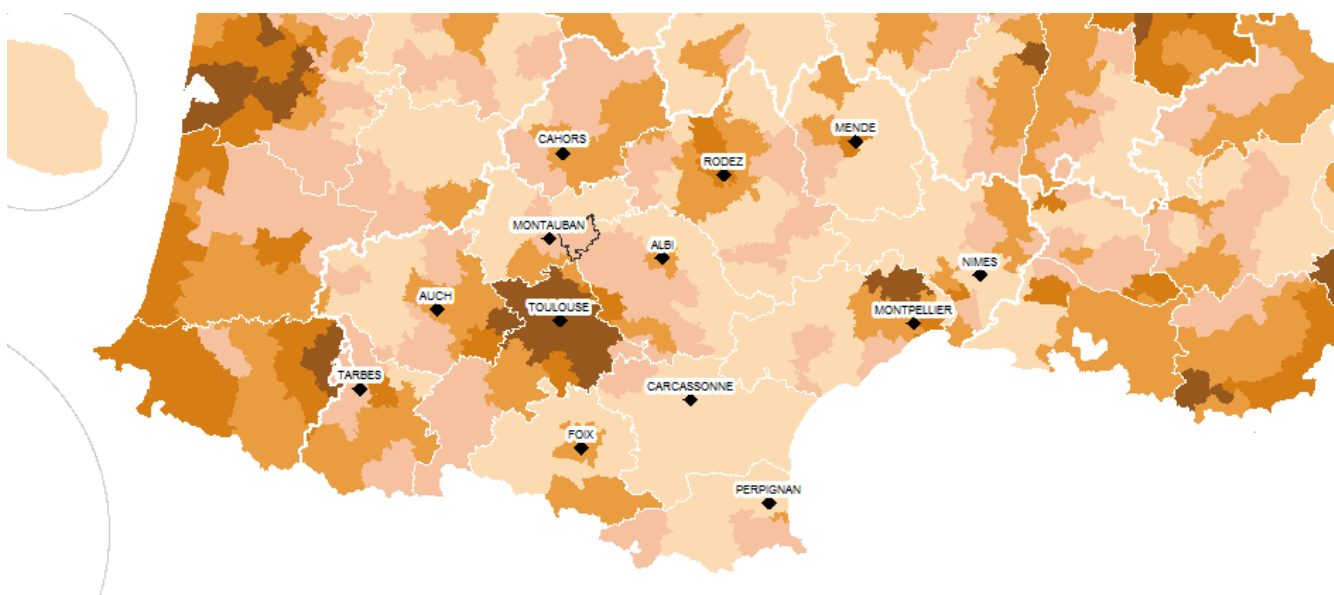 MENDE
CAHORS
RODEZ
MONTAUBAN
ALBI
NIMES
AUCH
TOULOUSE
MONTPELLIER
TARBES
CARCASSONNE
FOIX
PERPIGNAN